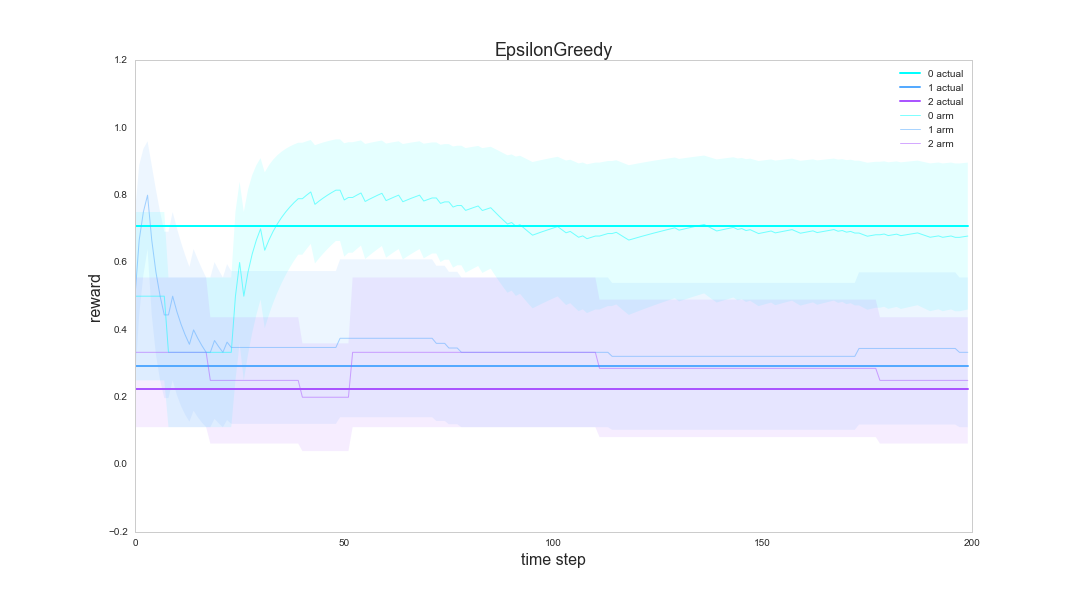 EpsilonGreedy
1.2
1.0
0.8
0.6
0.4
0.2
0.0
−0.2
reward
0 actual
1 actual
2 actual
0 arm
1 arm
2 arm
0
50
100
150
200
time step